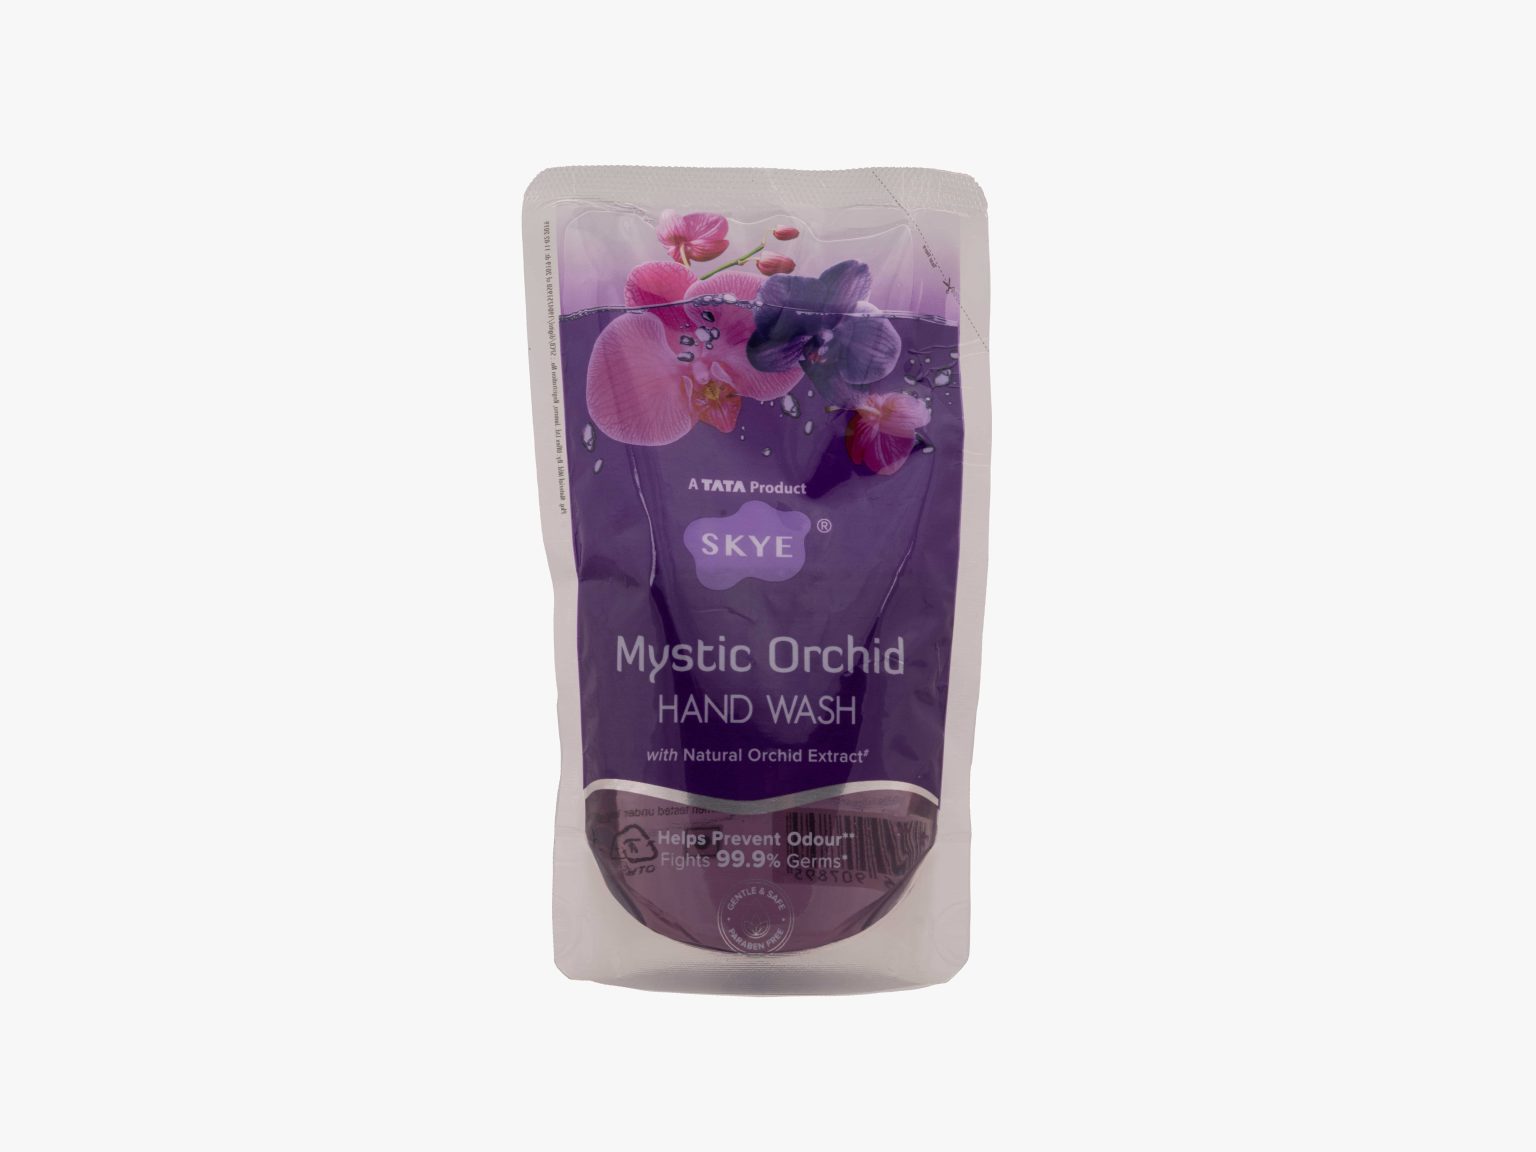 A TATA Product
SKYE ®
Mystic Orchid
HAND WASH
with Natural Orchid Extract#
Helps Prevent Odour**
Fights 99.9% Germs*
GENTLE & SAFE
PARABEN FREE